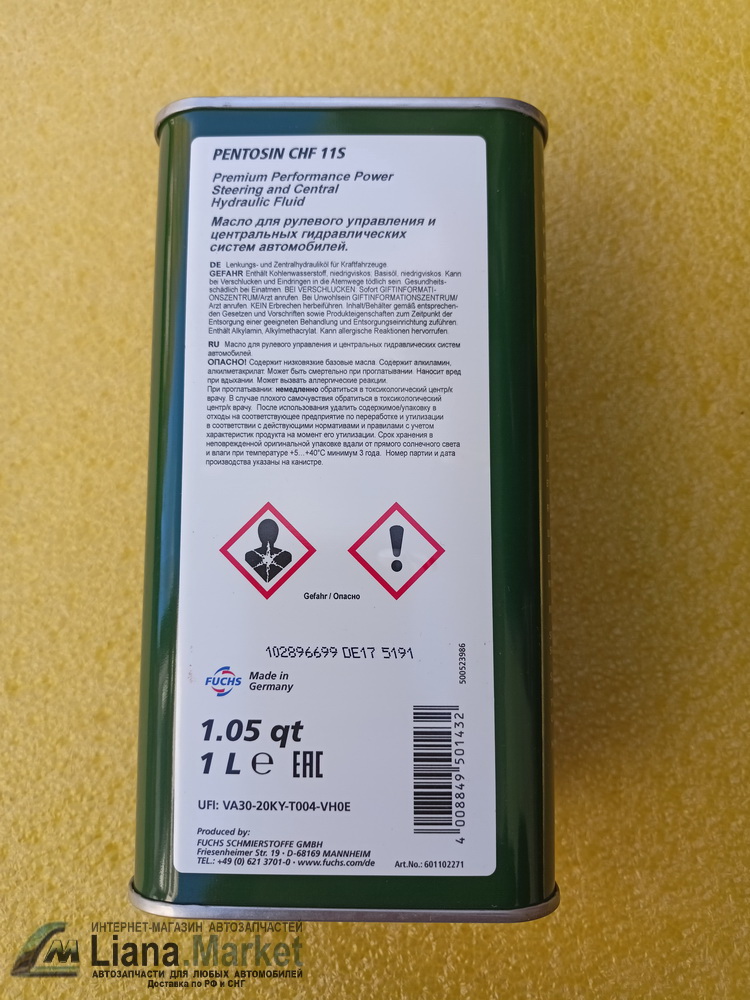 PENTOSIN CHF 11S
Premium Performance Power
Steering and Central
Hydraulic Fluid
Масло для рулевого управления и
центральных гидравлических
систем автомобилей.
DE Lenkungs- und Zentralhydrauliköl für Kraftfahrzeuge
GEFAHR Enthält Kohlenwasserstoff, niedrigviskos; Basisöl, niedrigviskos. Kann
bei Verschlucken und Eindringen in die Atemwege tödlich sein. Gesundheits-
schädlich bei Einatmen. BEI VERSCHLUCKEN: Sofort GIFTINFORMATI-
ONSZENTRUM/Arzt anrufen. Bei Unwohlsein GIFTINFORMATIONSZENTRUM/
Arzt anrufen. KEIN Erbrechen herbeiführen. Inhalt/Behälter gemäß entsprechen-
den Gesetzen und Vorschriften sowie Produkteigenschaften zum Zeitpunkt der
Entsorgung einer geeigneten Behandlung und Entsorgungseinrichtung zuführen.
Enthält Alkylamin, Alkylmethacrylat. Kann allergische Reaktionen hervorrufen.
RU Масло для рулевого управления и центральных гидравлических систем
автомобилей.
ОПАСНО! Содержит низковязкие базовые масла. Содержит алкиламин,
алкилметакрилат. Может быть смертельно при проглатывании. Наносит вред
при вдыхании. Может вызвать аллергические реакции.
При проглатывании: немедленно обратиться в токсикологический центр/к
врачу. В случае плохого самочувствия обратиться в токсикологический
центр/к врачу. После использования удалить содержимое/упаковку в
отходы на соответствующее предприятие по переработке и утилизации
в соответствии с действующими нормативами и правилами с учетом
характеристик продукта на момент его утилизации. Срок хранения в
неповрежденной оригинальной упаковке вдали от прямого солнечного света
и влаги при температуре +5...+40°C минимум 3 года. Номер партии и дата
производства указаны на канистре.
Gefahr / Опасно
102896699 DE17 5191
500523986
FUCHS
Made in
Germany
1.05 qt
1 L ℮ EAC
4 008849 501432
UFI: VA30-20KY-T004-VH0E
Produced by:
FUCHS SCHMIERSTOFFE GMBH
Friesenheimer Str. 19 · D-68169 MANNHEIM
TEL.: +49 (0) 621 3701-0 · www.fuchs.com/de
Art.No.: 601102271
ИНТЕРНЕТ-МАГАЗИН АВТОЗАПЧАСТЕЙ
Liana.Market
АВТОЗАПЧАСТИ ДЛЯ ЛЮБЫХ АВТОМОБИЛЕЙ
Доставка по РФ и СНГ